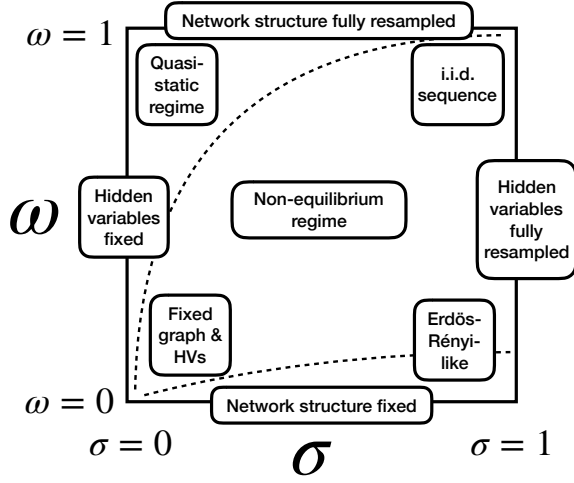 ω = 1
Network structure fully resampled
Quasi-
static
regime
i.i.d.
sequence
Hidden
variables
fixed
ω
Non-equilibrium
regime
Hidden
variables
fully
resampled
Fixed
graph &
HVs
Erdös-
Rényi-
like
ω = 0
Network structure fixed
σ = 0
σ
σ = 1